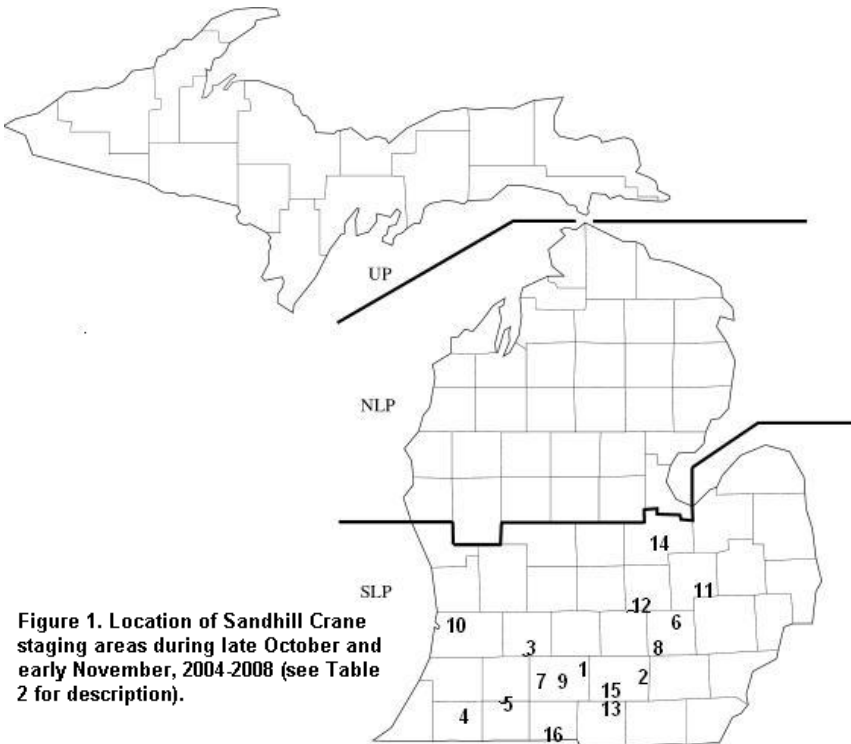 UP
NLP
14
SLP
11
12
10
6
3
8
1
2
7
9
15
5
13
4
16
Figure 1. Location of Sandhill Crane
staging areas during late October and
early November, 2004-2008 (see Table
2 for description).